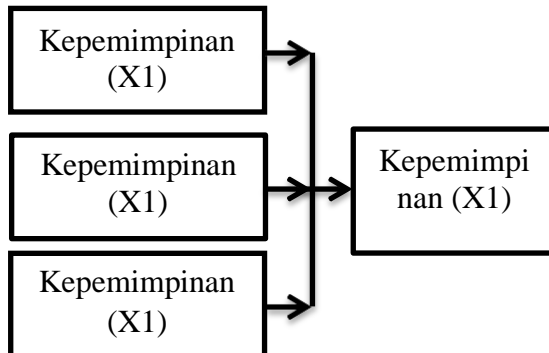 Kepemimpinan
(X1)
Kepemimpinan
(X1)
Kepemimpinan
(X1)
Kepemimpi
nan (X1)